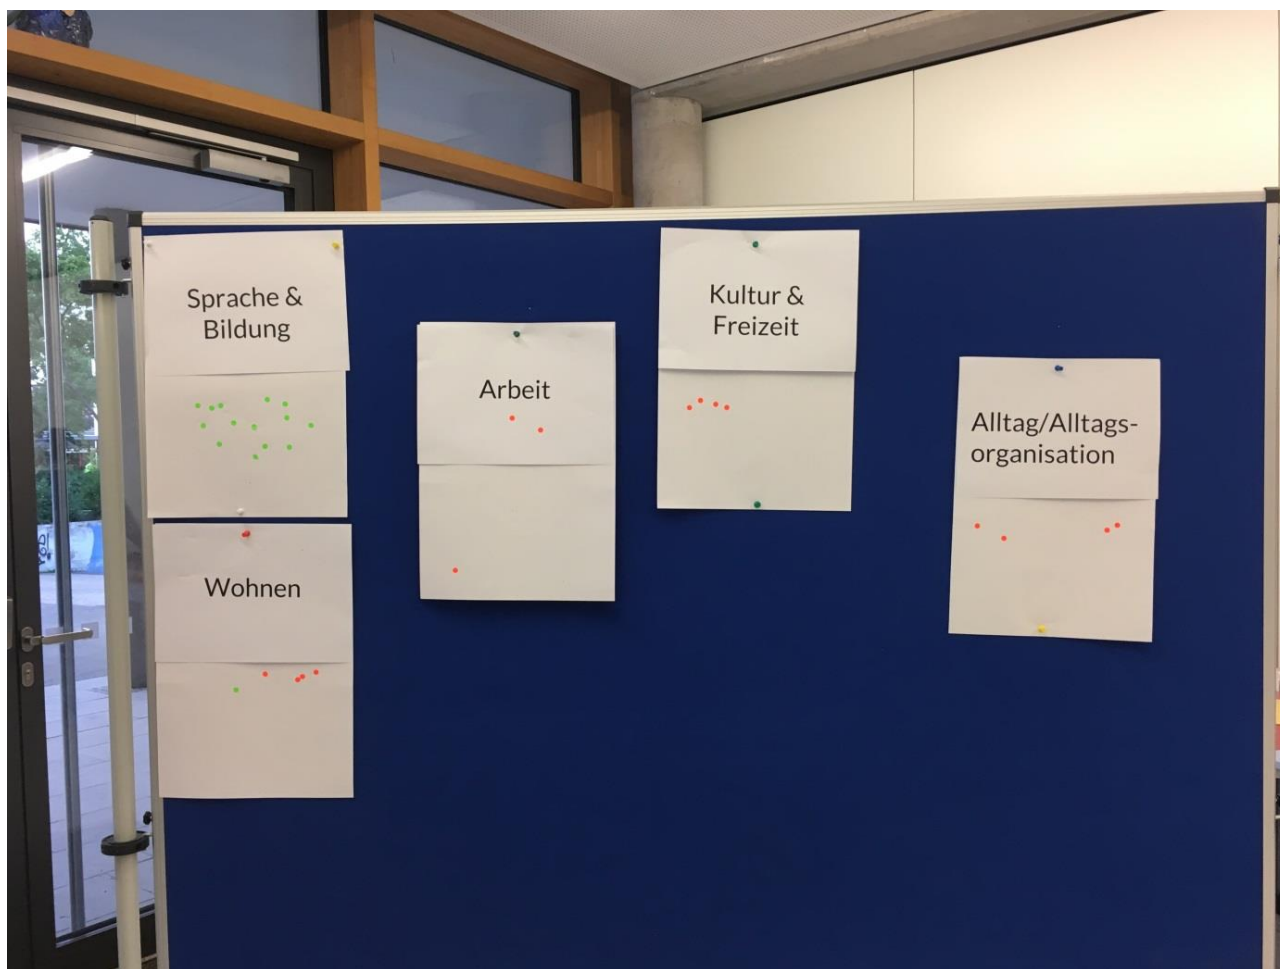 Sprache &
Bildung
Wohnen
Arbeit
Kultur &
Freizeit
Alltag/Alltags-
organisation